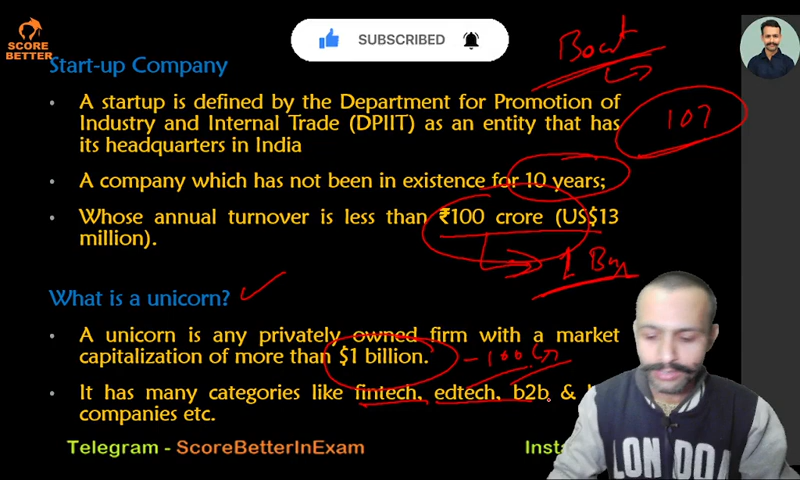 SCORE
BETTER
SUBSCRIBED
Boat
Start-up Company
• A startup is defined by the Department for Promotion of
Industry and Internal Trade (DPIIT) as an entity that has
its headquarters in India
107
• A company which has not been in existence for 10 years;
• Whose annual turnover is less than ₹100 crore (US$13
million).
What is a unicorn?
• A unicorn is any privately owned firm with a market
capitalization of more than $1 billion.
• It has many categories like fintech, edtech, b2b &
companies etc.
Telegram - ScoreBetterInExam
Inst
LONDON